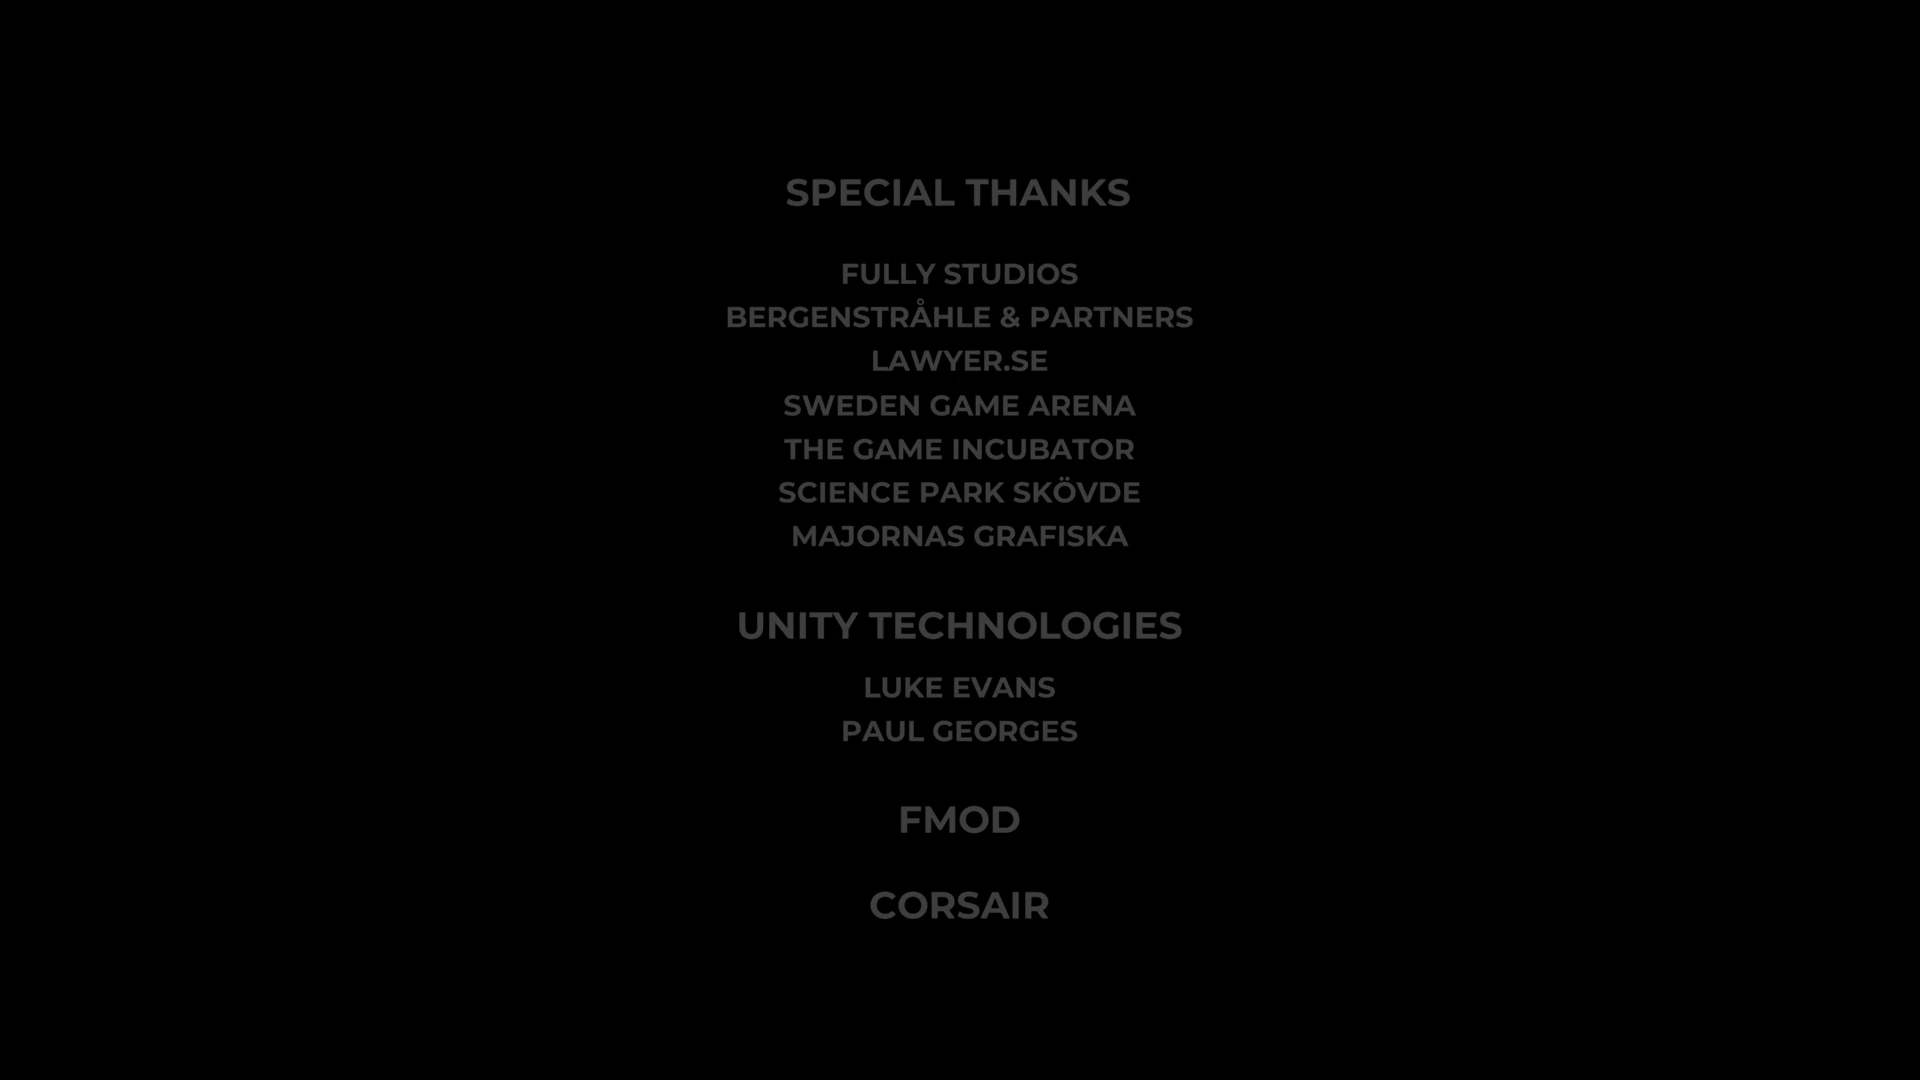 SPECIAL THANKS
FULLY STUDIOS
BERGENSTRÅHLE & PARTNERS
LAWYER.SE
SWEDEN GAME ARENA
THE GAME INCUBATOR
SCIENCE PARK SKÖVDE
MAJORNAS GRAFISKA
UNITY TECHNOLOGIES
LUKE EVANS
PAUL GEORGES
FMOD
CORSAIR